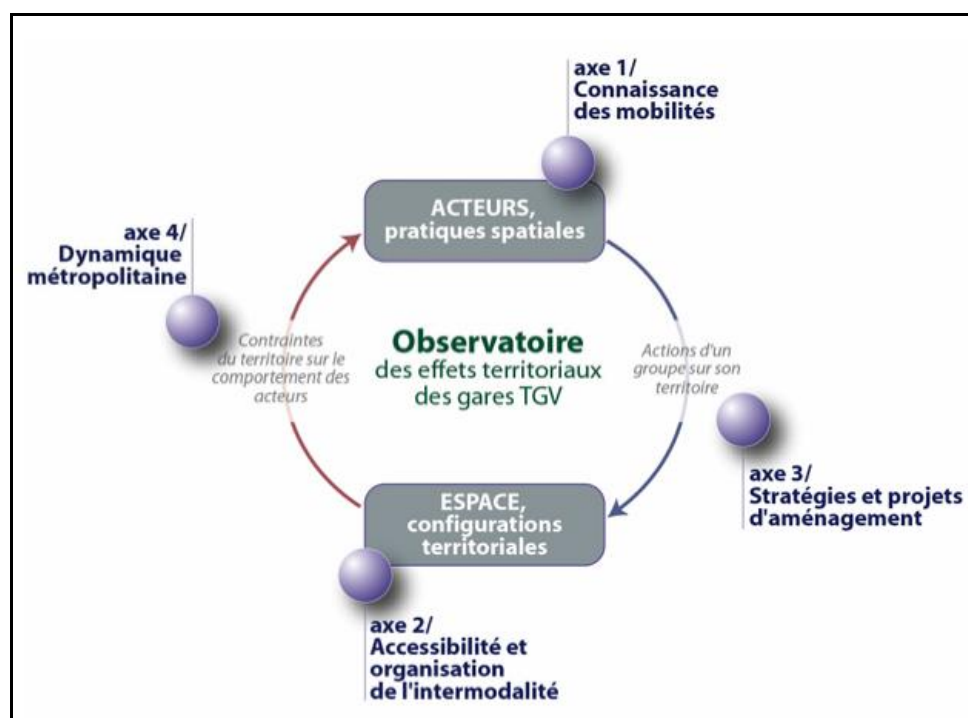 axe 1/
Connaissance
des mobilités
ACTEURS,
pratiques spatiales
axe 4/
Dynamique
métropolitaine
Contraintes
du territoire sur le
comportement des
acteurs
Observatoire
des effets territoriaux
des gares TGV
Actions d'un
groupe sur son
territoire
axe 3/
Stratégies et projets
d'aménagement
ESPACE,
configurations
territoriales
axe 2/
Accessibilité et
organisation
de l'intermodalité